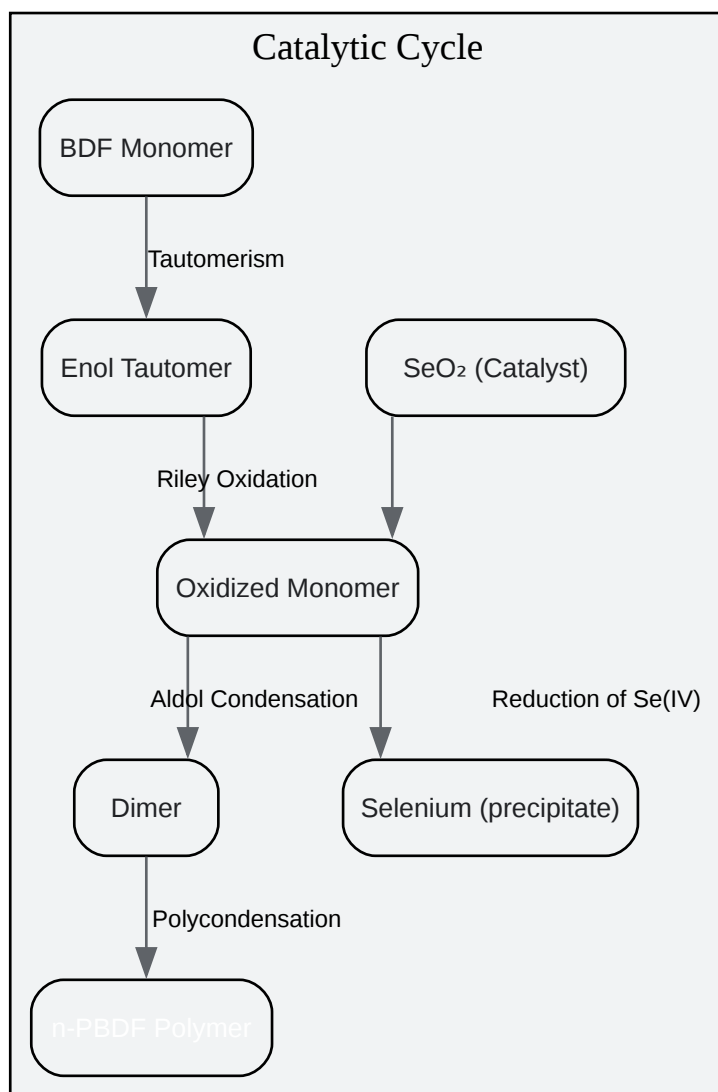 Catalytic Cycle
BDF Monomer
Tautomerism
Enol Tautomer
SeO₂ (Catalyst)
Riley Oxidation
Oxidized Monomer
Aldol Condensation
Reduction of Se(IV)
Dimer
Selenium (precipitate)
Polycondensation
n-PBDF Polymer